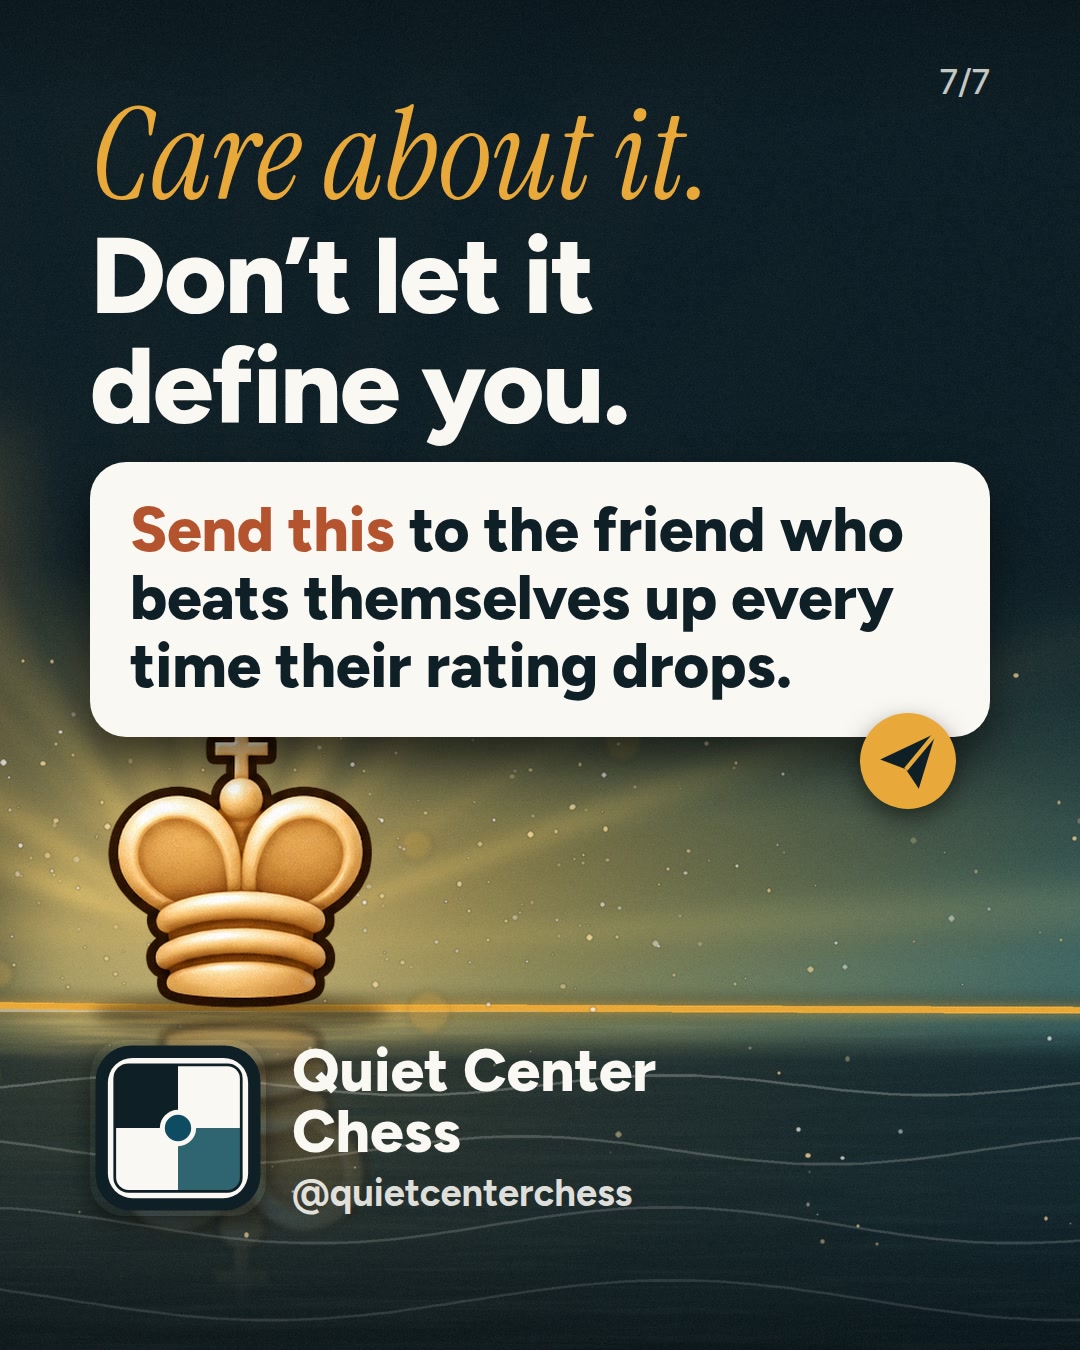 7/7
Care about it.
Don’t let it
define you.
Send this to the friend who
beats themselves up every
time their rating drops.
Quiet Center
Chess
@quietcenterchess